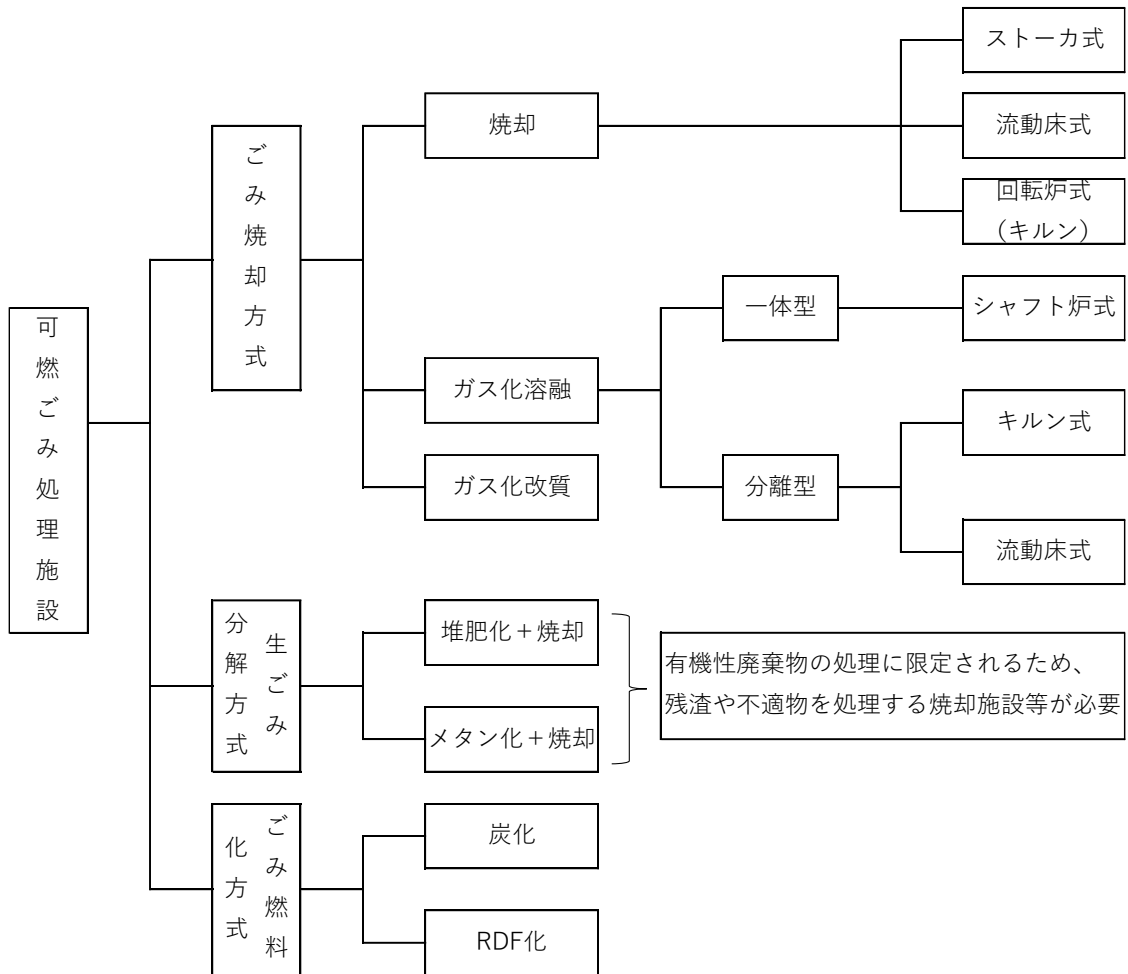 可燃ごみ処理施設
ごみ焼却方式
焼却
ストーカ式
流動床式
回転炉式
（キルン）
ガス化溶融
一体型
シャフト炉式
分離型
キルン式
流動床式
ガス化改質
生ごみ
分解方式
堆肥化＋焼却
メタン化＋焼却
有機性廃棄物の処理に限定されるため、
残渣や不適物を処理する焼却施設等が必要
ごみ燃料
化方式
炭化
RDF化